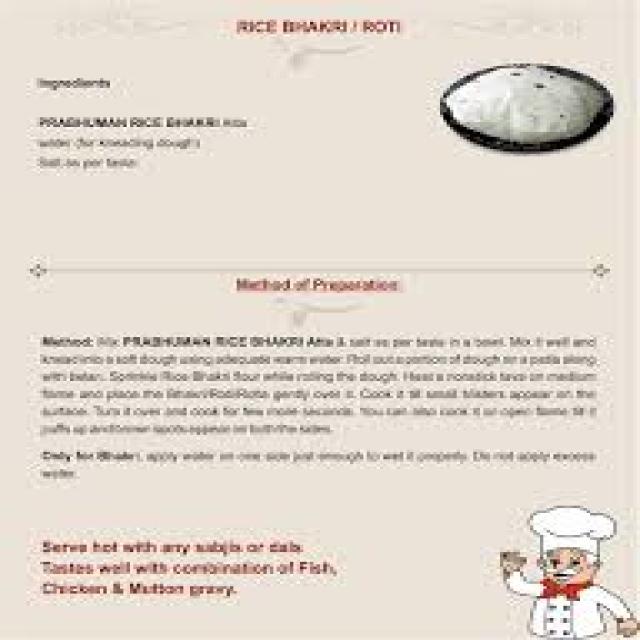 RICE BHAKRI / ROTI
Ingredients
PRABHUMAN RICE BHAKRI Atta
water (for kneading dough)
Salt as per taste
Method of Preparation:
Method: Mix PRABHUMAN RICE BHAKRI Atta & salt as per taste in a bowl. Mix it well and
knead into a soft dough using adequate warm water. Roll out a portion of dough on a patla along
with belan. Sprinkle Rice Bhakri flour while rolling the dough. Heat a nonstick tava on medium
flame and place the Bhakri/Roti/Rotla gently over it. Cook it till small blisters appear on the
surface. Turn it over and cook for few more seconds. You can also cook it on open flame till it
puffs up and brown spots appear on both the sides.
Only for Bhakri, apply water on one side just enough to wet it properly. Do not apply excess
water.
Serve hot with any sabjis or dals
Tastes well with combination of Fish,
Chicken & Mutton gravy.